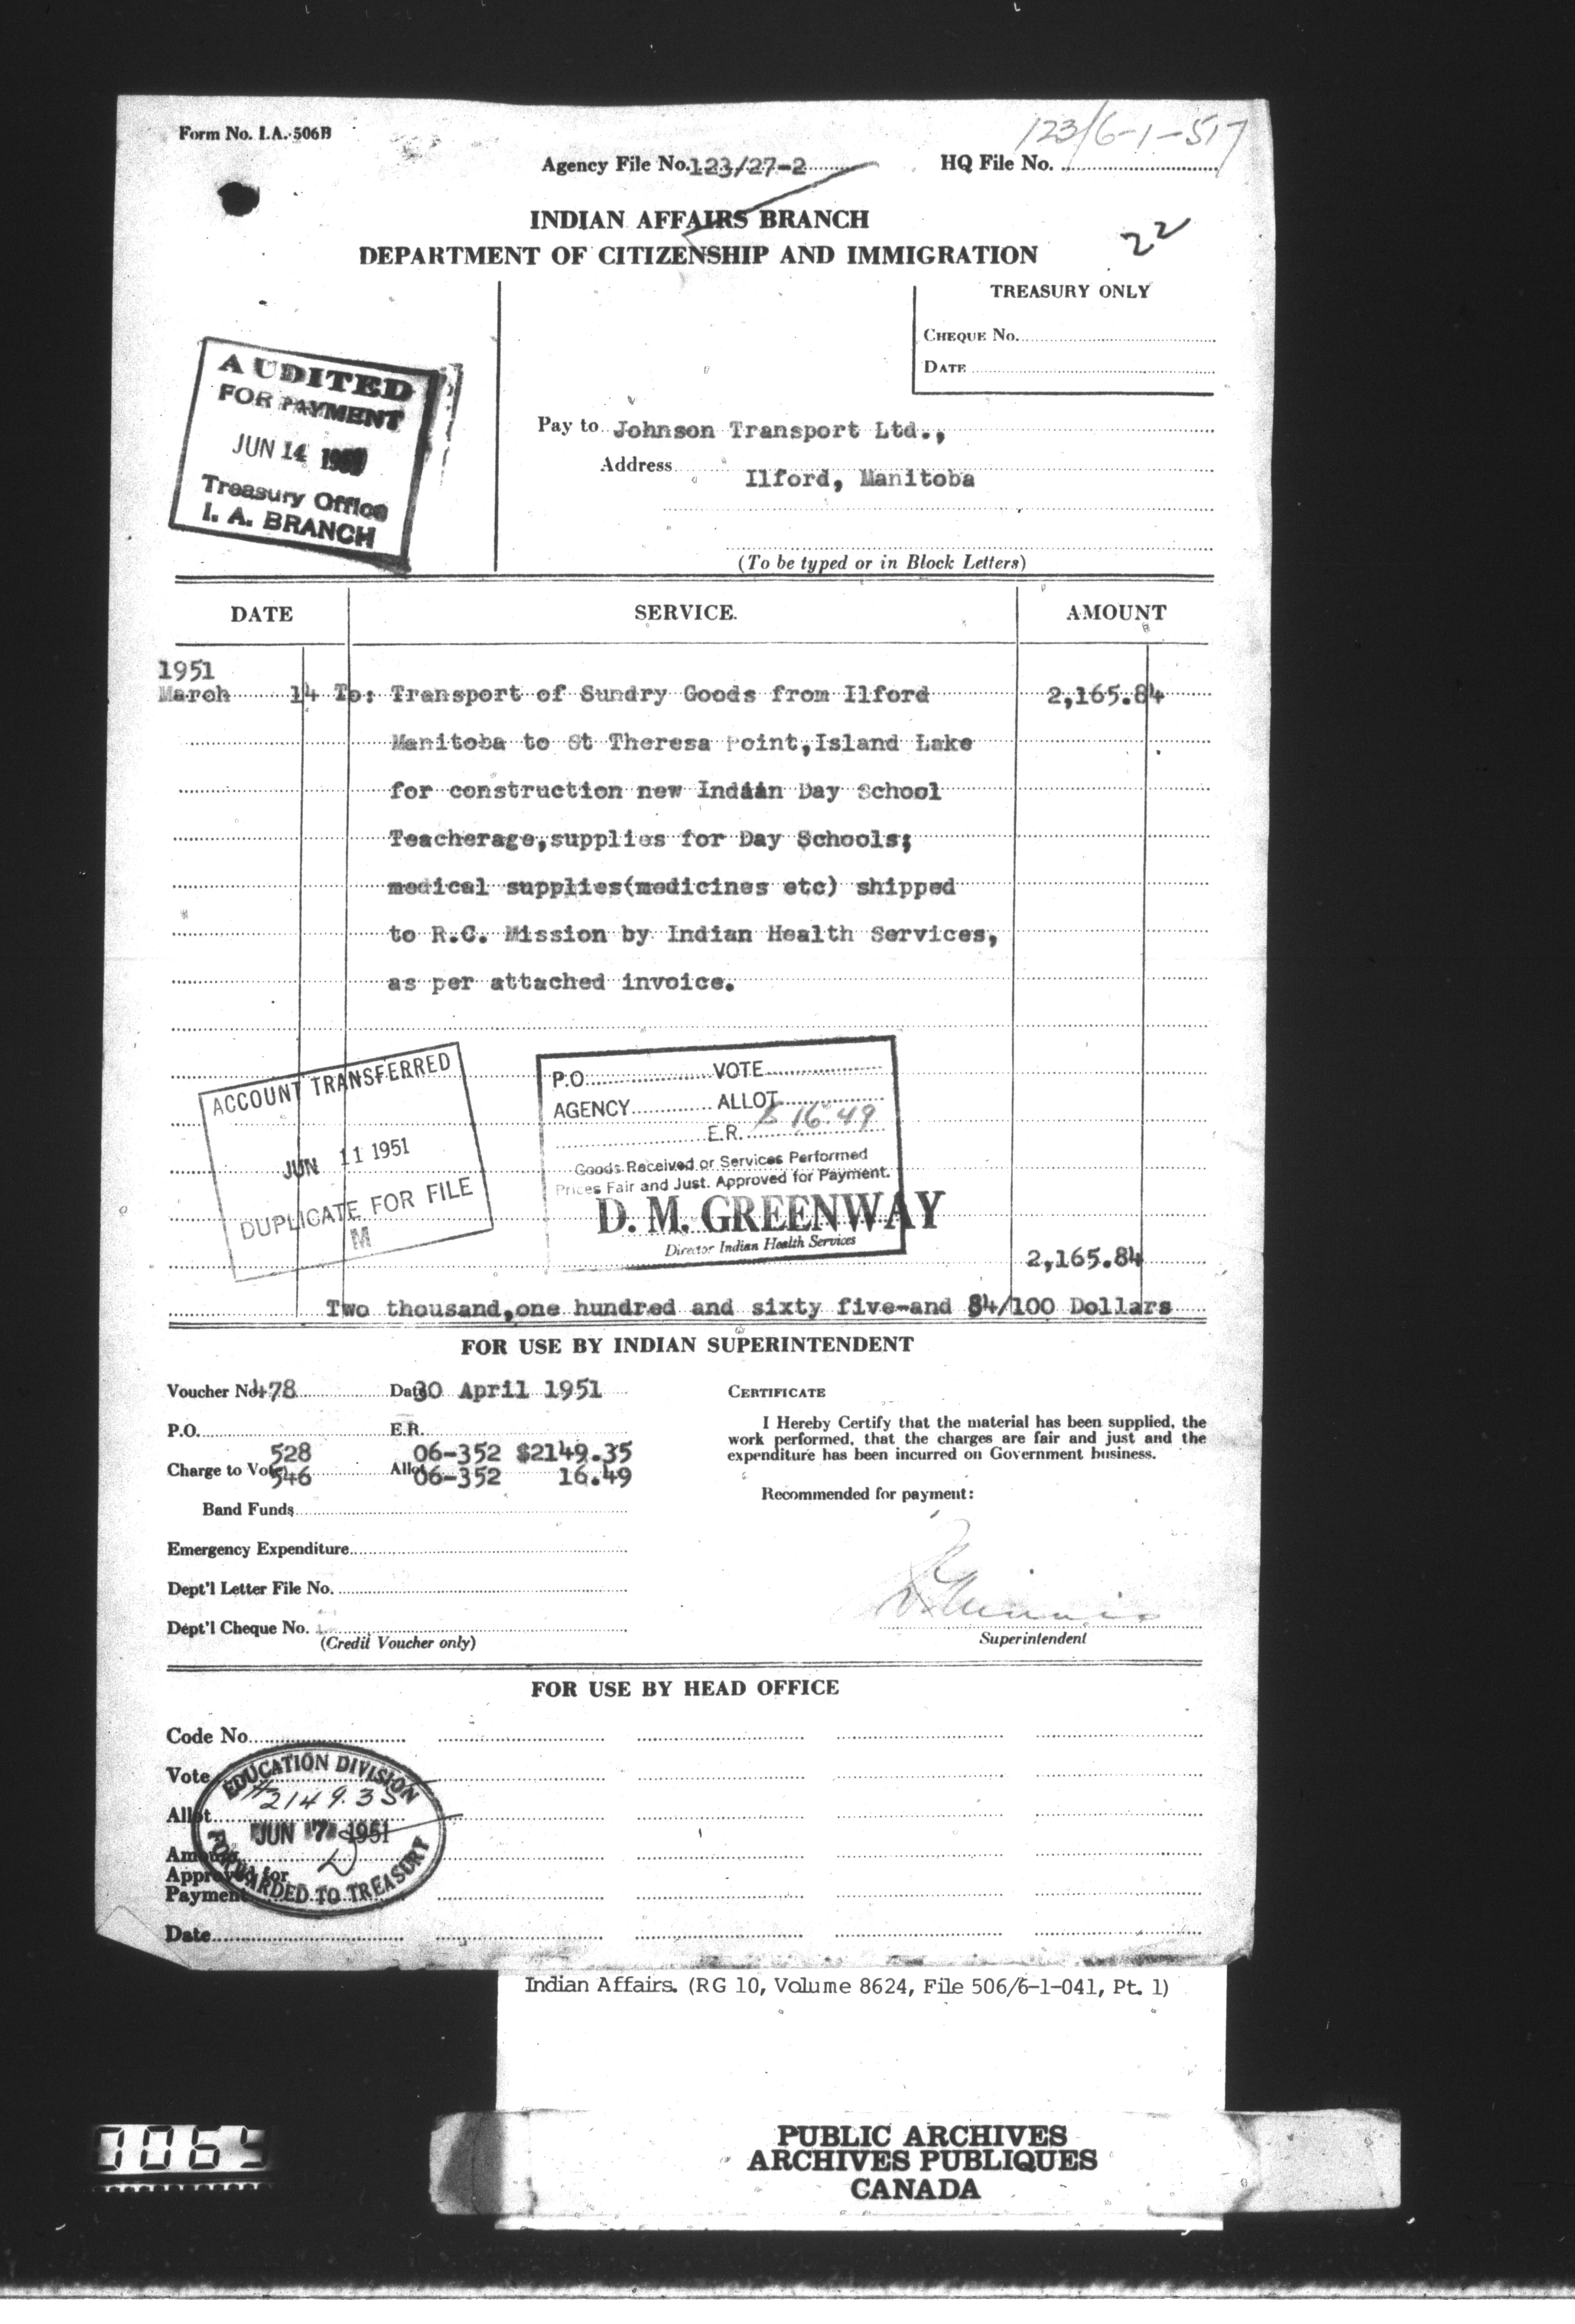 Form No. I.A. 506B
123/6-1-517
Agency File No. 123/27-2 HQ File No.
INDIAN AFFAIRS BRANCH
22
DEPARTMENT OF CITIZENSHIP AND IMMIGRATION
TREASURY ONLY
CHEQUE No.
DATE
AUDITED
FOR PAYMENT
JUN 14 1951
Treasury Office
I. A. BRANCH
Pay to Johnson Transport Ltd.,
Address
Ilford, Manitoba
(To be typed or in Block Letters)
DATE SERVICE. AMOUNT
1951
March 14 To: Transport of Sundry Goods from Ilford 2,165.84
Manitoba to St Theresa Point, Island Lake
for construction new Indian Day School
Teacherage, supplies for Day Schools;
medical supplies(medicines etc) shipped
to R.C. Mission by Indian Health Services,
as per attached invoice.
ACCOUNT TRANSFERRED
JUN 11 1951
DUPLICATE FOR FILE
M
P.O. VOTE
AGENCY ALLOT
$ 16.49
E.R.
Goods Received or Services Performed
Prices Fair and Just. Approved for Payment.
D. M. GREENWAY
Director Indian Health Services
2,165.84
Two thousand, one hundred and sixty five-and 84/100 Dollars
FOR USE BY INDIAN SUPERINTENDENT
Voucher No. 478 Date 30 April 1951
P.O. E.R.
528 06-352 $2149.35
Charge to Vote 546 Allot 06-352 16.49
Band Funds
Emergency Expenditure
Dept'l Letter File No.
Dept'l Cheque No.
(Credit Voucher only)
CERTIFICATE
I Hereby Certify that the material has been supplied, the
work performed, that the charges are fair and just and the
expenditure has been incurred on Government business.
Recommended for payment:
Superintendent
FOR USE BY HEAD OFFICE
Code No.
Vote
Allot
Amount
Approved for
Payment
Date
EDUCATION DIVISION
2149.35
JUN 7 1951
FORWARDED TO TREASURY
Indian Affairs. (RG 10, Volume 8624, File 506/6-1-041, Pt. 1)
PUBLIC ARCHIVES
ARCHIVES PUBLIQUES
CANADA